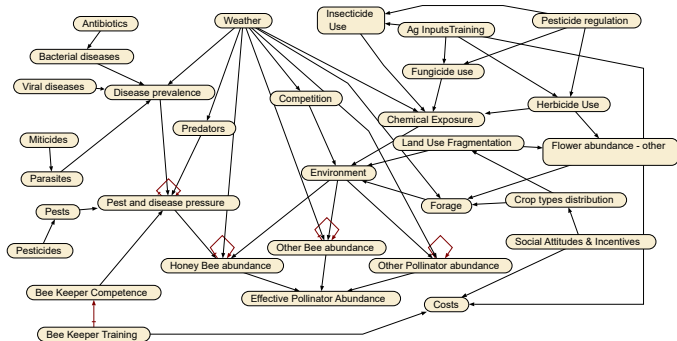 Antibiotics
Weather
Insecticide
Use
Pesticide regulation
Ag InputsTraining
Bacterial diseases
Fungicide use
Viral diseases
Disease prevalence
Competition
Herbicide Use
Chemical Exposure
Predators
Miticides
Land Use Fragmentation
Flower abundance - other
Parasites
Environment
Pest and disease pressure
Crop types distribution
Pests
Forage
Social Attitudes & Incentives
Pesticides
Other Bee abundance
Honey Bee abundance
Other Pollinator abundance
Bee Keeper Competence
Effective Pollinator Abundance
Costs
Bee Keeper Training